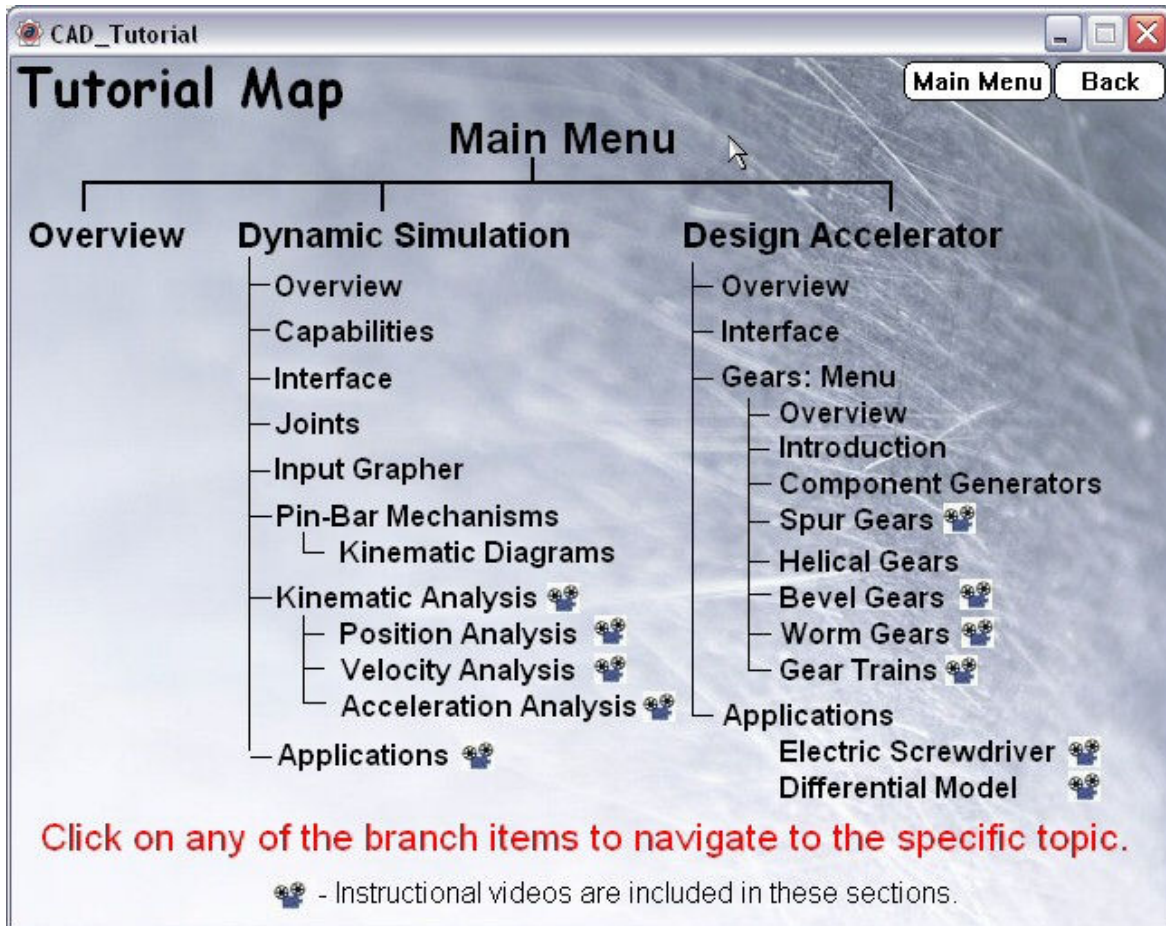 CAD_Tutorial
Tutorial Map
Main Menu
Back
Main Menu
Overview
Dynamic Simulation
Overview
Capabilities
Interface
Joints
Input Grapher
Pin-Bar Mechanisms
Kinematic Diagrams
Kinematic Analysis
Position Analysis
Velocity Analysis
Acceleration Analysis
Applications
Design Accelerator
Overview
Interface
Gears: Menu
Overview
Introduction
Component Generators
Spur Gears
Helical Gears
Bevel Gears
Worm Gears
Gear Trains
Applications
Electric Screwdriver
Differential Model
Click on any of the branch items to navigate to the specific topic.
- Instructional videos are included in these sections.